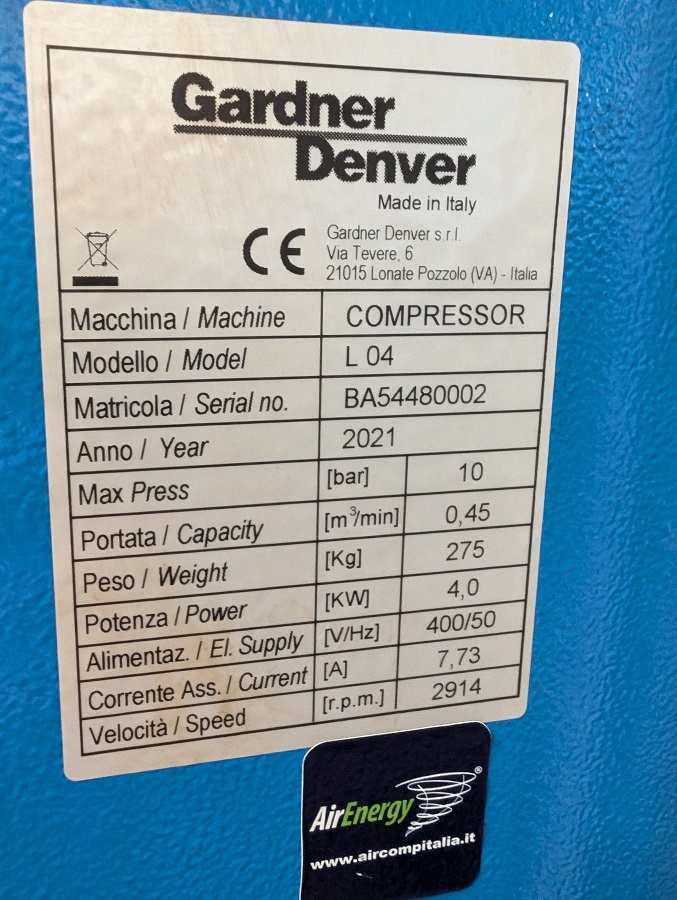 Gardner
Denver
Made in Italy
CE
Gardner Denver s.r.l.
Via Tevere, 6
21015 Lonate Pozzolo (VA) - Italia
Macchina / Machine COMPRESSOR
Modello / Model L 04
Matricola / Serial no. BA54480002
Anno / Year 2021
Max Press [bar] 10
Portata / Capacity [m³/min] 0,45
Peso / Weight [Kg] 275
Potenza / Power [KW] 4,0
Alimentaz. / El. Supply [V/Hz] 400/50
Corrente Ass. / Current [A] 7,73
Velocità / Speed [r.p.m.] 2914
AirEnergy ®
www.aircompitalia.it